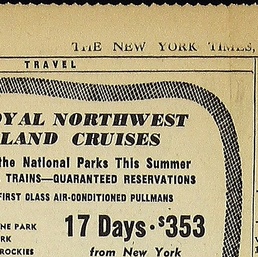 THE NEW YORK TIMES,
TRAVEL
OYAL NORTHWEST
LAND CRUISES
the National Parks This Summer
TRAINS—GUARANTEED RESERVATIONS
FIRST CLASS AIR-CONDITIONED PULLMANS
NE PARK
RK
ROCKIES
17 Days · $353
from New York